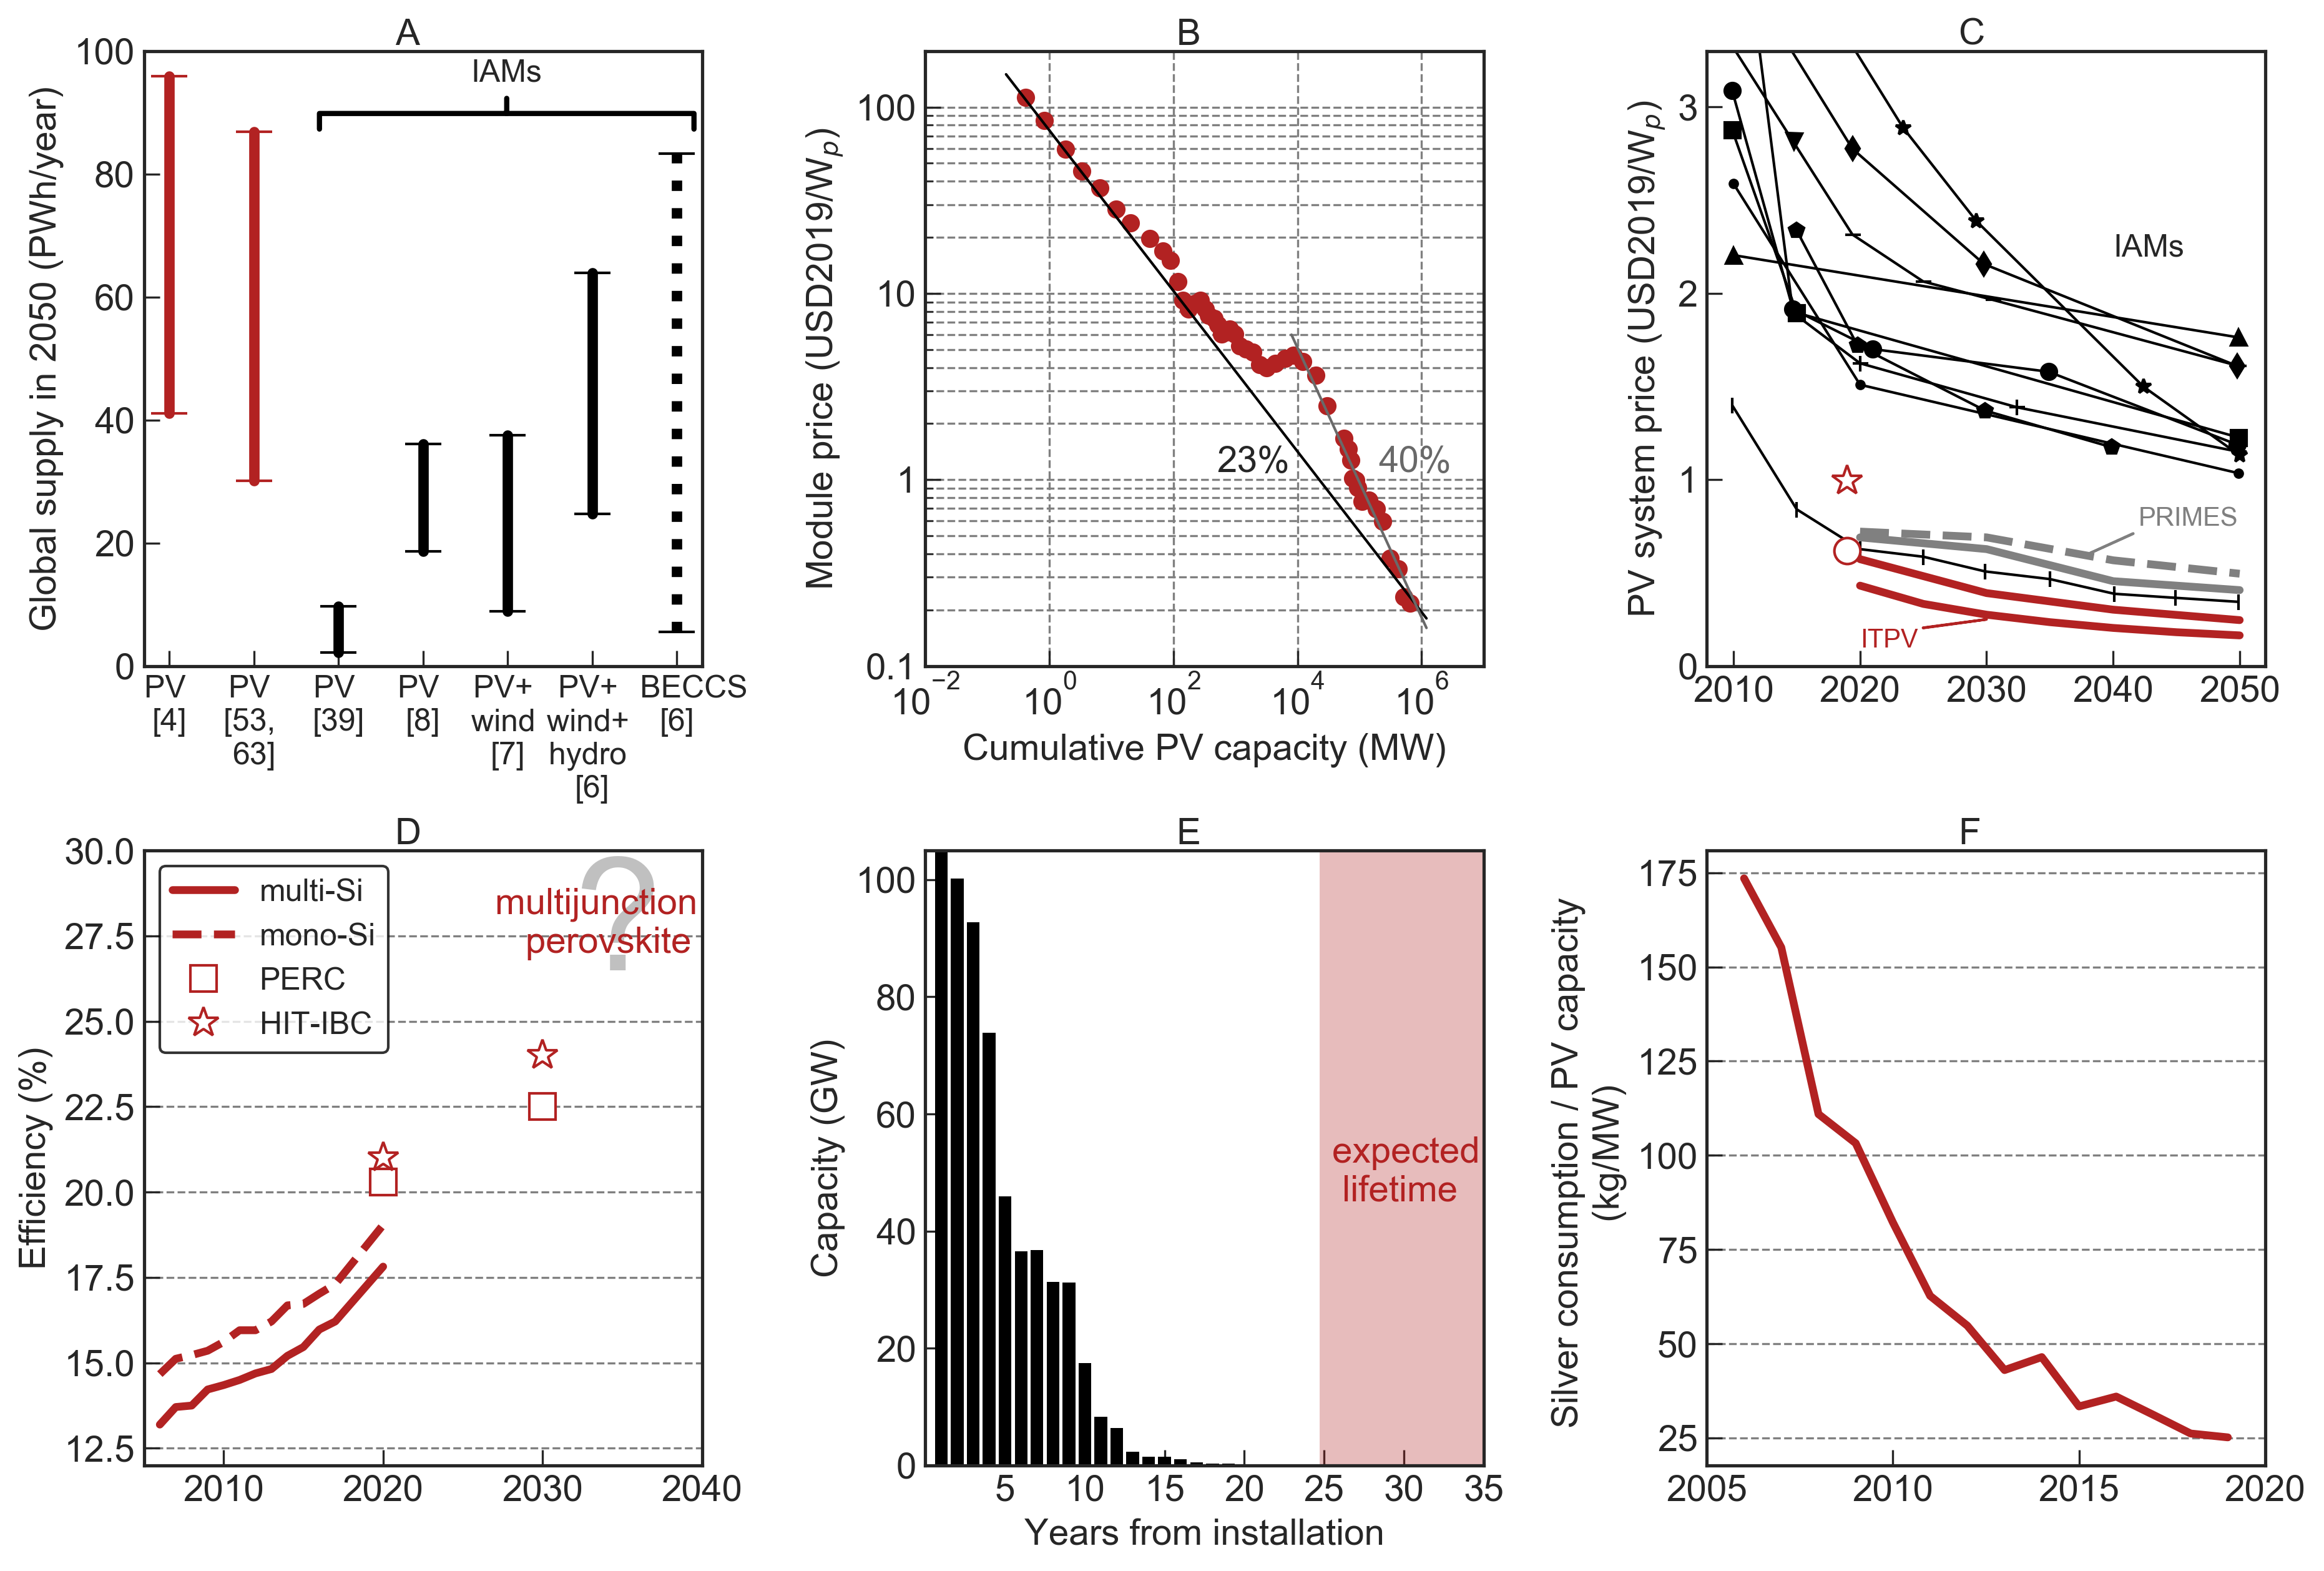 A
Global supply in 2050 (PWh/year)
100
80
60
40
20
0
IAMs
PV
[4]
PV
[53,
63]
PV
[39]
PV
[8]
PV+
wind
[7]
PV+
wind+
hydro
[6]
BECCS
[6]
B
Module price (USD2019/Wp)
100
10
1
0.1
23%
40%
10−2
100
102
104
106
Cumulative PV capacity (MW)
C
PV system price (USD2019/Wp)
3
2
1
0
IAMs
PRIMES
ITPV
2010 2020 2030 2040 2050
D
Efficiency (%)
30.0
27.5
25.0
22.5
20.0
17.5
15.0
12.5
multi-Si
mono-Si
PERC
HIT-IBC
?
multijunction
perovskite
2010 2020 2030 2040
E
Capacity (GW)
100
80
60
40
20
0
expected
lifetime
5 10 15 20 25 30 35
Years from installation
F
Silver consumption / PV capacity
(kg/MW)
175
150
125
100
75
50
25
2005 2010 2015 2020